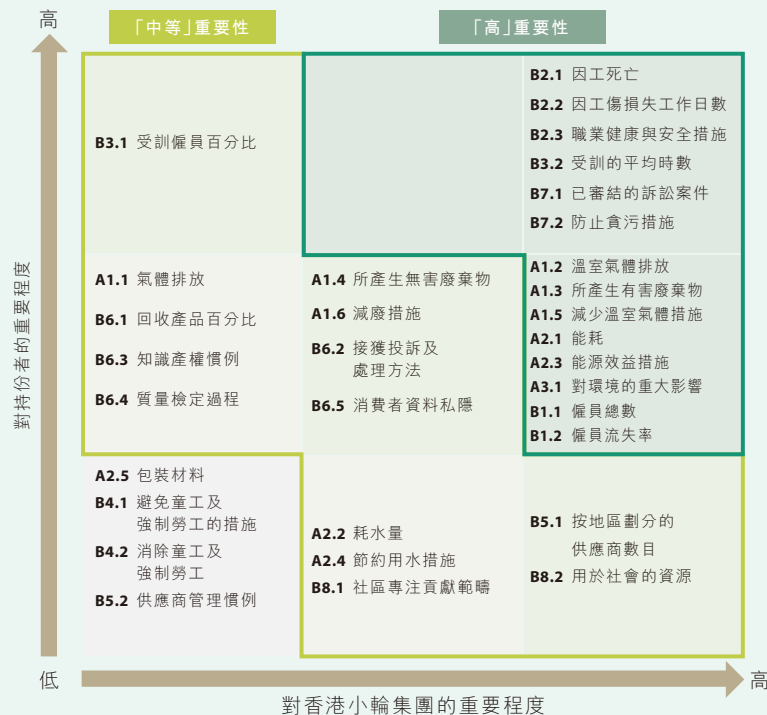 高
「中等」重要性
「高」重要性
對持份者的重要程度
B3.1 受訓僱員百分比
B2.1 因工死亡
B2.2 因工傷損失工作日數
B2.3 職業健康與安全措施
B3.2 受訓的平均時數
B7.1 已審結的訴訟案件
B7.2 防止貪污措施
A1.1 氣體排放
B6.1 回收產品百分比
B6.3 知識產權慣例
B6.4 質量檢定過程
A1.4 所產生無害廢棄物
A1.6 減廢措施
B6.2 接獲投訴及
處理方法
B6.5 消費者資料私隱
A1.2 溫室氣體排放
A1.3 所產生有害廢棄物
A1.5 減少溫室氣體措施
A2.1 能耗
A2.3 能源效益措施
A3.1 對環境的重大影響
B1.1 僱員總數
B1.2 僱員流失率
A2.5 包裝材料
B4.1 避免童工及
強制勞工的措施
B4.2 消除童工及
強制勞工
B5.2 供應商管理慣例
A2.2 耗水量
A2.4 節約用水措施
B8.1 社區專注貢獻範疇
B5.1 按地區劃分的
供應商數目
B8.2 用於社會的資源
低
高
對香港小輪集團的重要程度